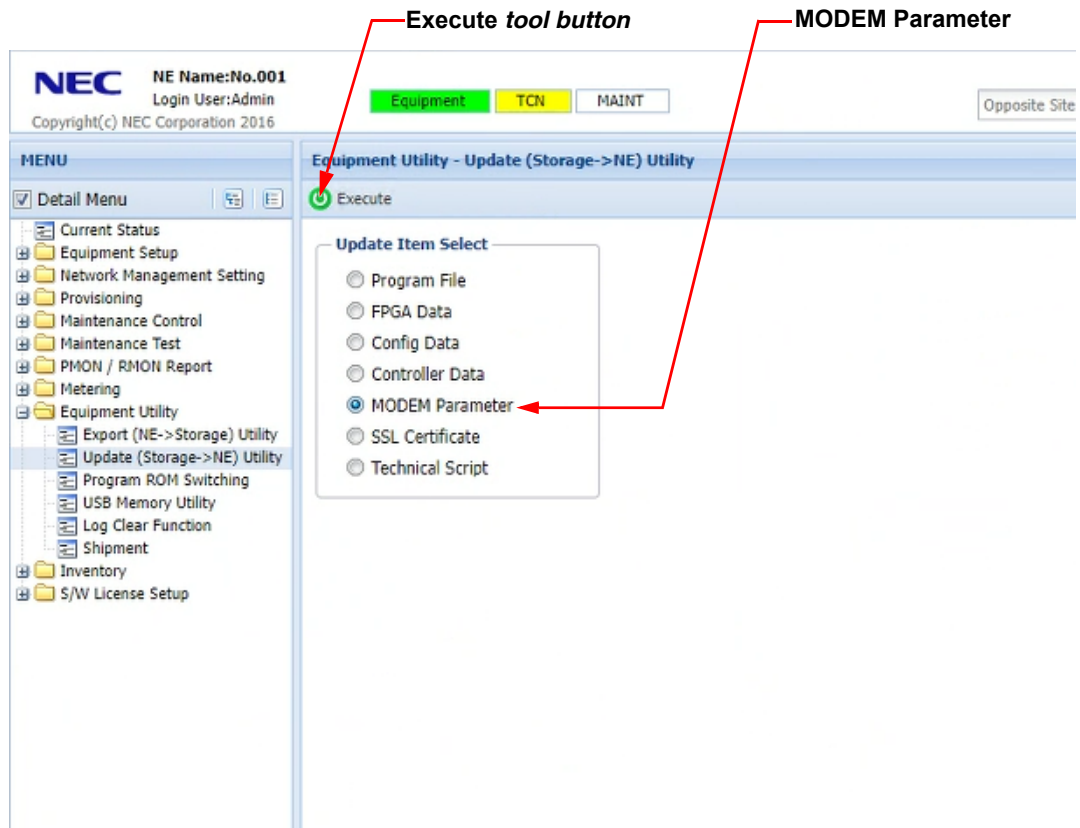 Execute tool button
MODEM Parameter
NEC
NE Name:No.001
Login User:Admin
Copyright(c) NEC Corporation 2016
Equipment
TCN
MAINT
Opposite Site
MENU
Detail Menu
Current Status
Equipment Setup
Network Management Setting
Provisioning
Maintenance Control
Maintenance Test
PMON / RMON Report
Metering
Equipment Utility
Export (NE->Storage) Utility
Update (Storage->NE) Utility
Program ROM Switching
USB Memory Utility
Log Clear Function
Shipment
Inventory
S/W License Setup
Equipment Utility - Update (Storage->NE) Utility
Execute
Update Item Select
Program File
FPGA Data
Config Data
Controller Data
MODEM Parameter
SSL Certificate
Technical Script